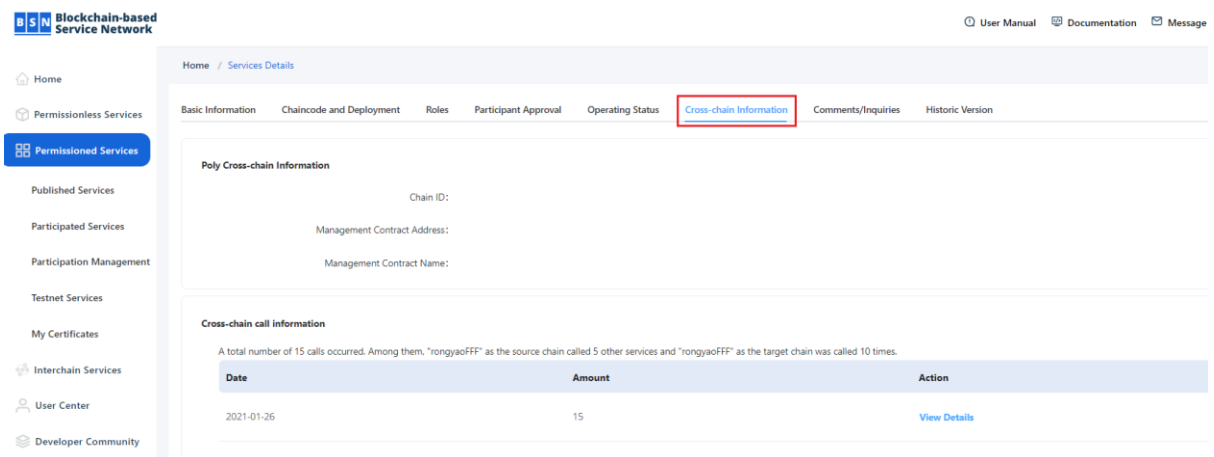 BSN Blockchain-based
Service Network
User Manual Documentation Message
Home / Services Details
Home
Permissionless Services
Permissioned Services
Published Services
Participated Services
Participation Management
Testnet Services
My Certificates
Interchain Services
User Center
Developer Community
Basic Information Chaincode and Deployment Roles Participant Approval Operating Status Cross-chain Information Comments/Inquiries Historic Version
Poly Cross-chain Information
Chain ID:
Management Contract Address:
Management Contract Name:
Cross-chain call information
A total number of 15 calls occurred. Among them, "rongyaoFFF" as the source chain called 5 other services and "rongyaoFFF" as the target chain was called 10 times.
Date Amount Action
2021-01-26 15 View Details